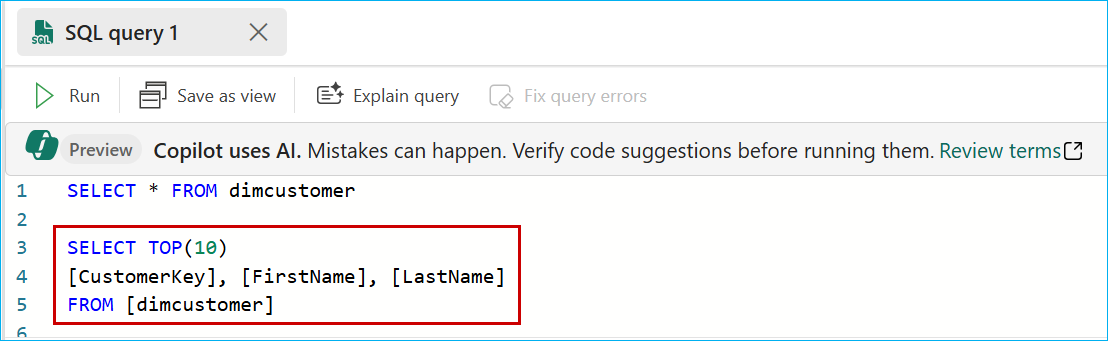 SQL query 1
SQL
Run Save as view Explain query Fix query errors
Preview Copilot uses AI. Mistakes can happen. Verify code suggestions before running them. Review terms
1 SELECT * FROM dimcustomer
2
3 SELECT TOP(10)
4 [CustomerKey], [FirstName], [LastName]
5 FROM [dimcustomer]
6